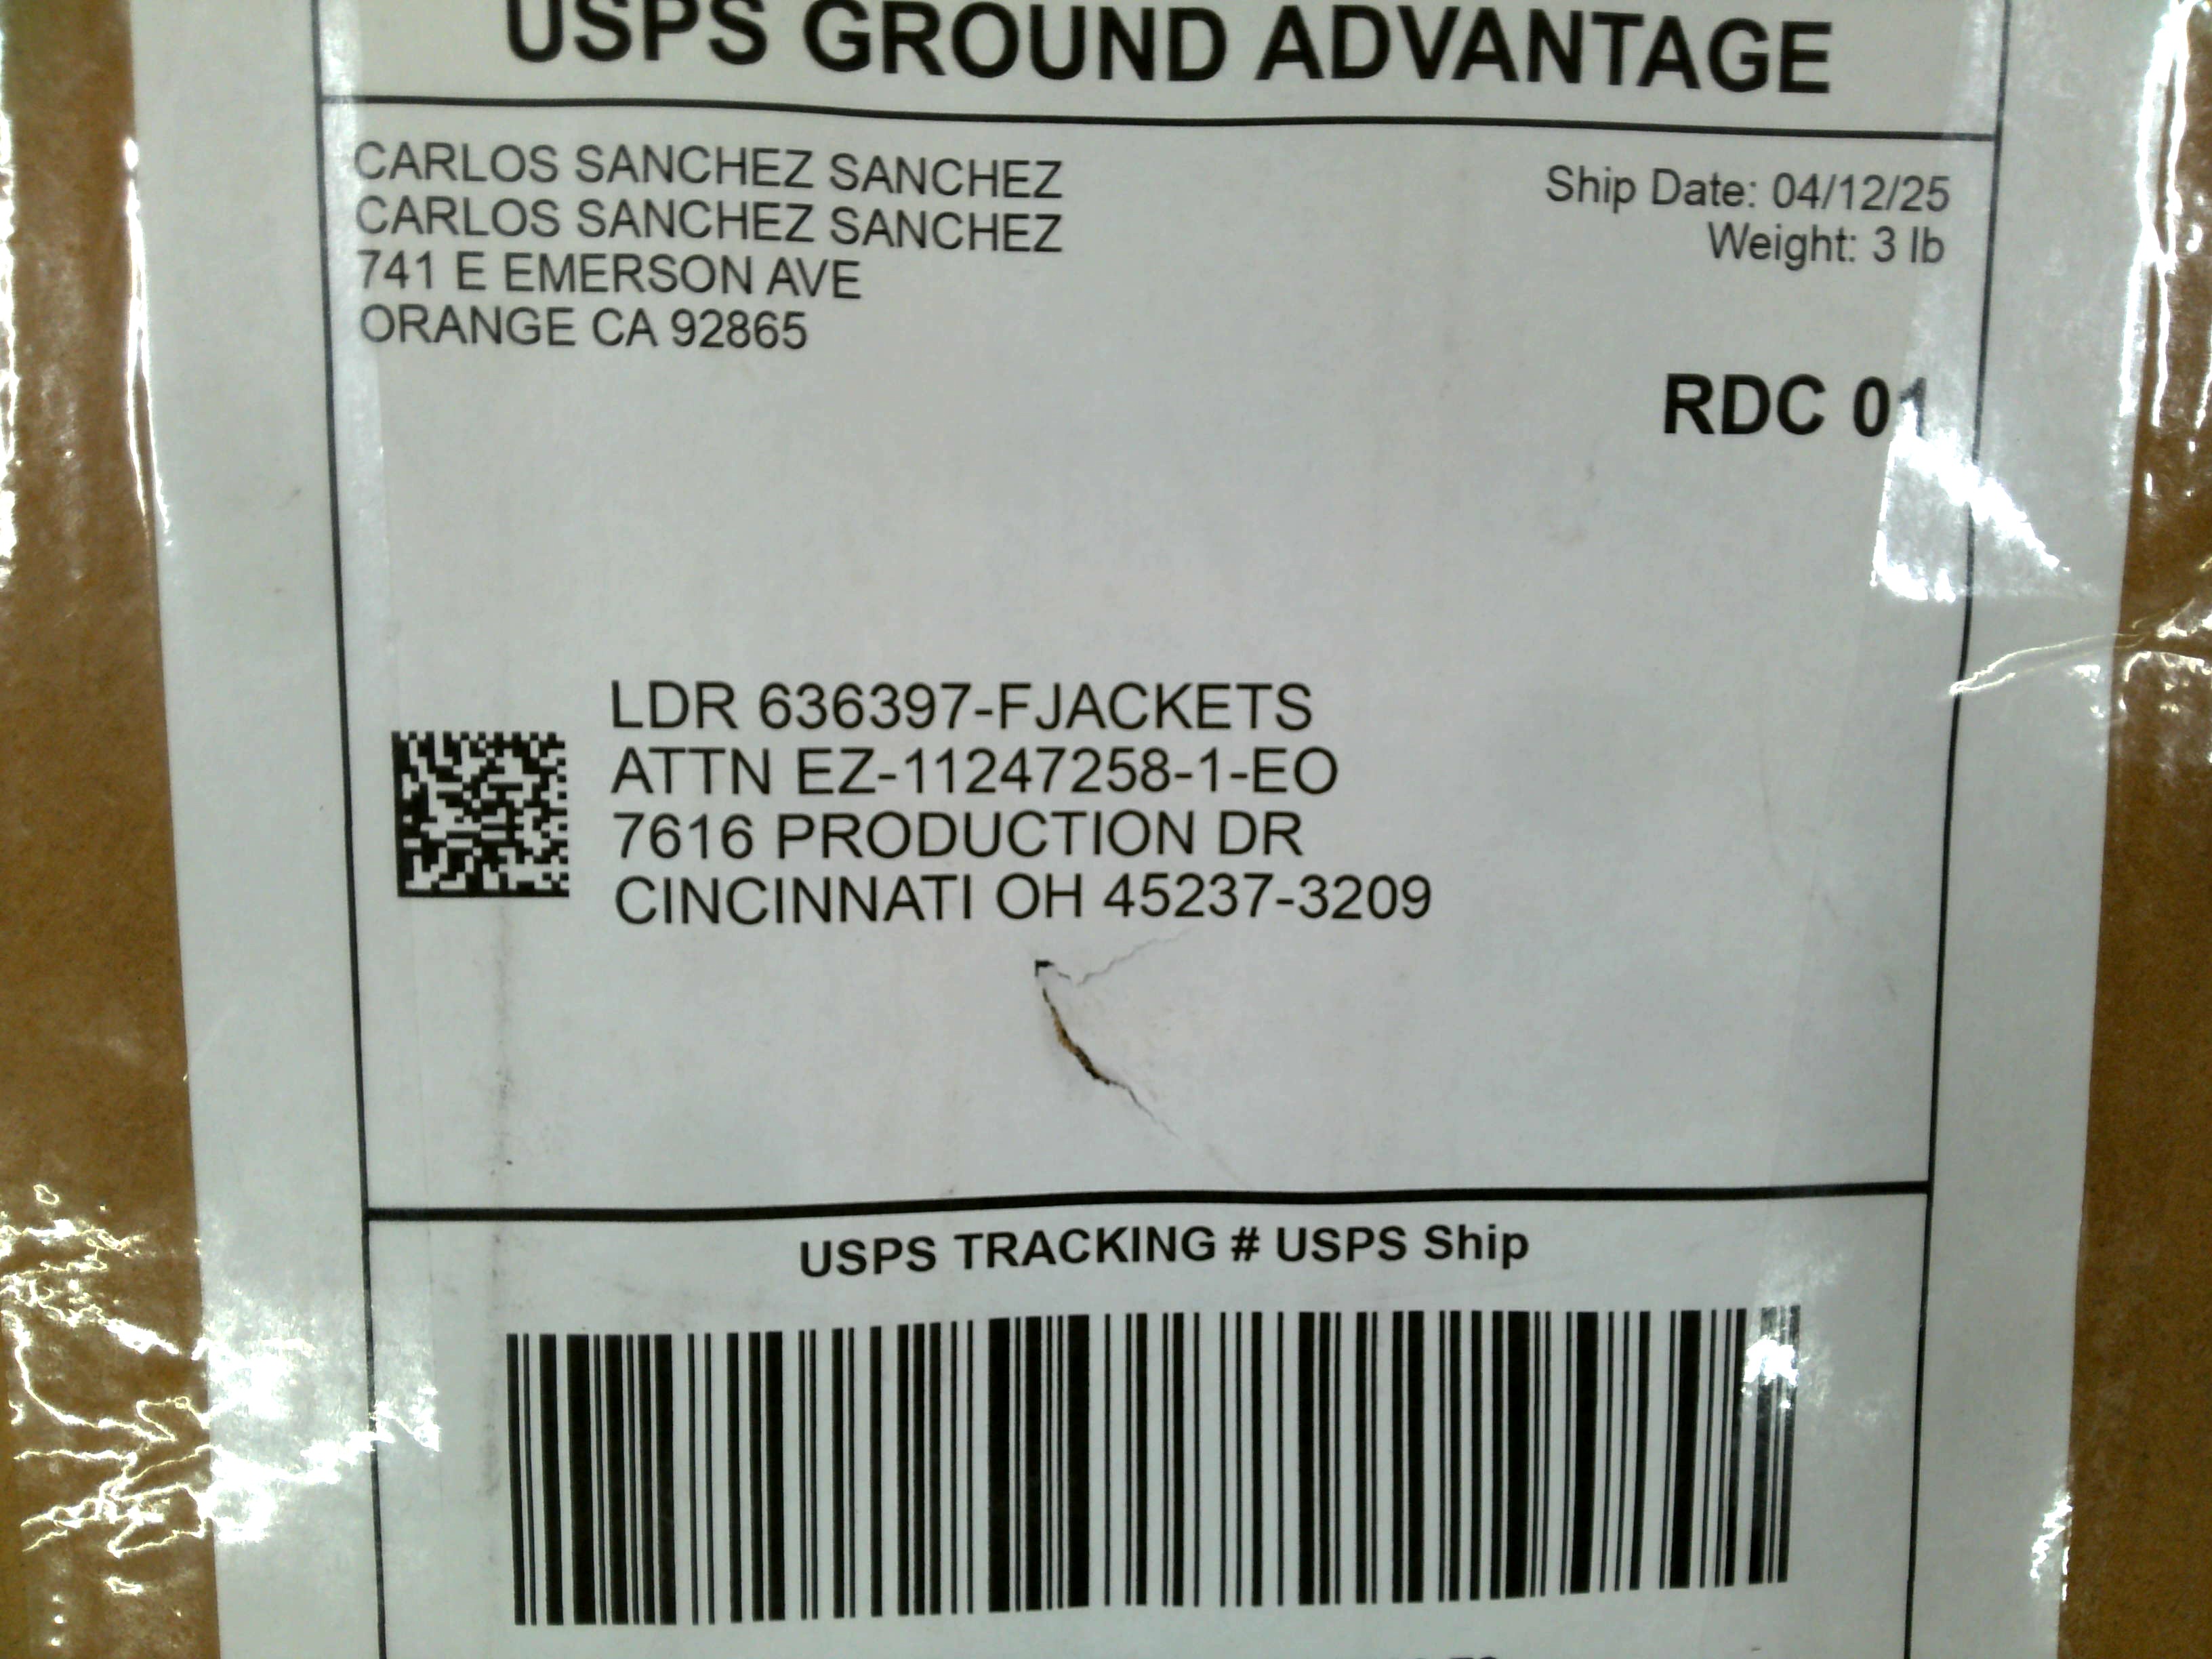 USPS GROUND ADVANTAGE
CARLOS SANCHEZ SANCHEZ
CARLOS SANCHEZ SANCHEZ
741 E EMERSON AVE
ORANGE CA 92865
Ship Date: 04/12/25
Weight: 3 lb
RDC 01
LDR 636397-FJACKETS
ATTN EZ-11247258-1-EO
7616 PRODUCTION DR
CINCINNATI OH 45237-3209
USPS TRACKING # USPS Ship